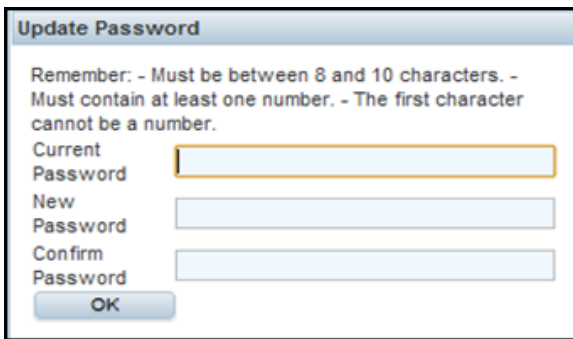 Update Password
Remember: - Must be between 8 and 10 characters. -
Must contain at least one number. - The first character
cannot be a number.
Current
Password
New
Password
Confirm
Password
OK